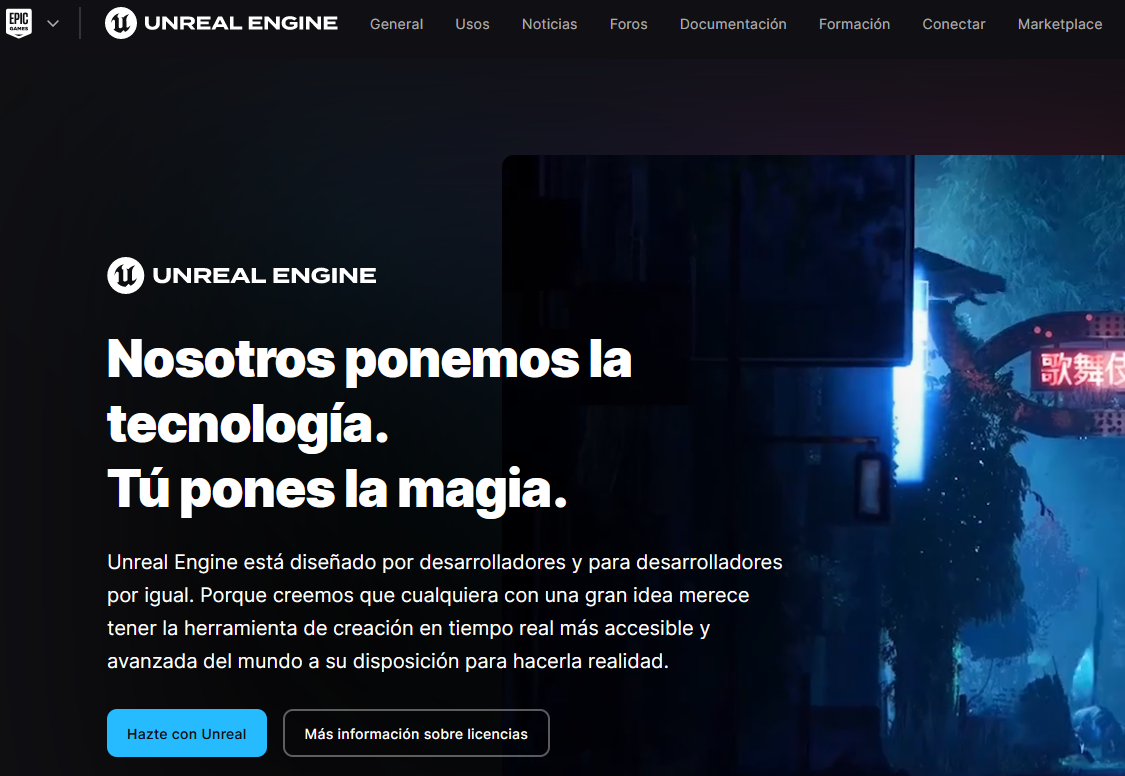 EPIC
GAMES
UNREAL ENGINE
General
Usos
Noticias
Foros
Documentación
Formación
Conectar
Marketplace
UNREAL ENGINE
Nosotros ponemos la
tecnología.
Tú pones la magia.
Unreal Engine está diseñado por desarrolladores y para desarrolladores
por igual. Porque creemos que cualquiera con una gran idea merece
tener la herramienta de creación en tiempo real más accesible y
avanzada del mundo a su disposición para hacerla realidad.
Hazte con Unreal
Más información sobre licencias
歌舞伎